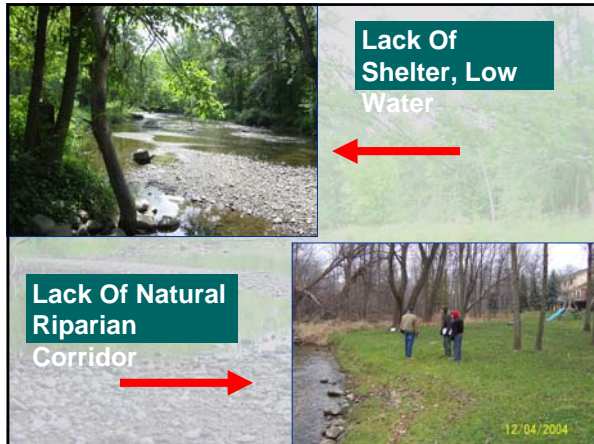 Lack Of
Shelter, Low
Water
Lack Of Natural
Riparian
Corridor
12/04/2004